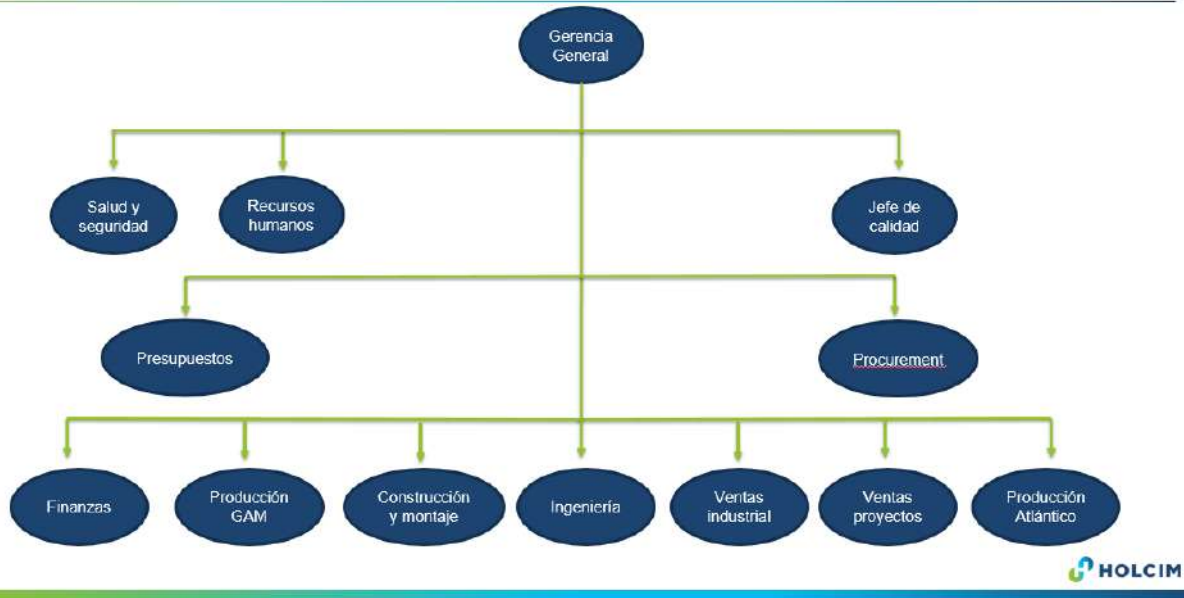 Gerencia
General
Salud y
seguridad
Recursos
humanos
Jefe de
calidad
Presupuestos
Procurement
Finanzas
Producción
GAM
Construcción
y montaje
Ingeniería
Ventas
industrial
Ventas
proyectos
Producción
Atlántico
HOLCIM